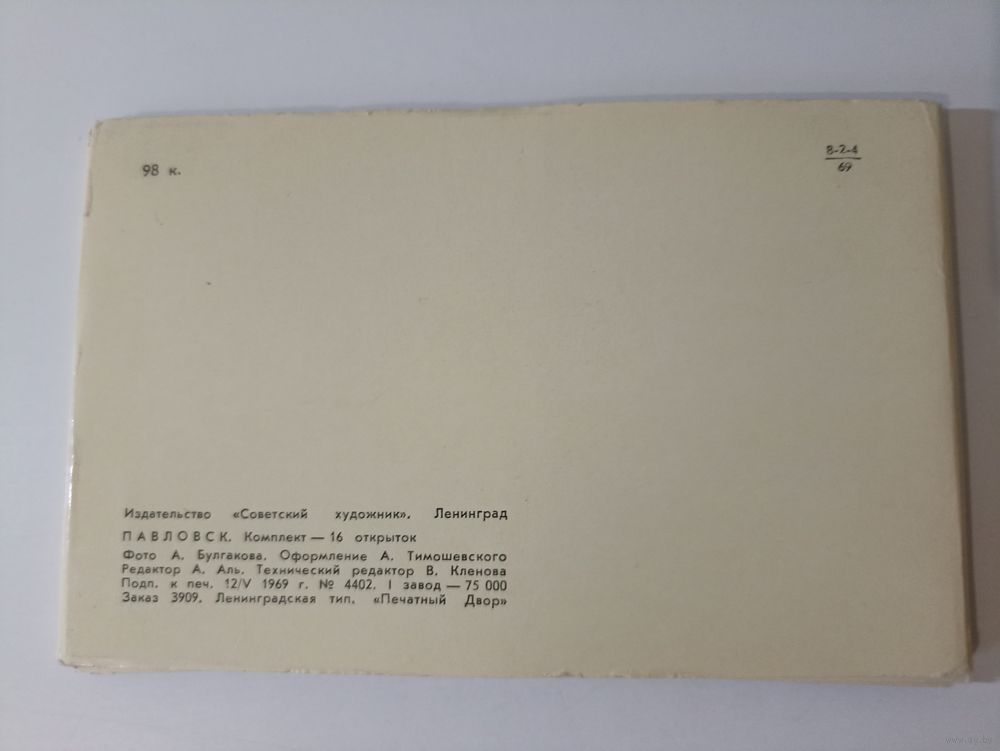 98 к.
8-2-4
69
Издательство «Советский художник». Ленинград
ПАВЛОВСК. Комплект — 16 открыток
Фото А. Булгакова. Оформление А. Тимошевского
Редактор А. Аль. Технический редактор В. Кленова
Подп. к печ. 12/V 1969 г. № 4402. I завод — 75 000
Заказ 3909. Ленинградская тип. «Печатный Двор»